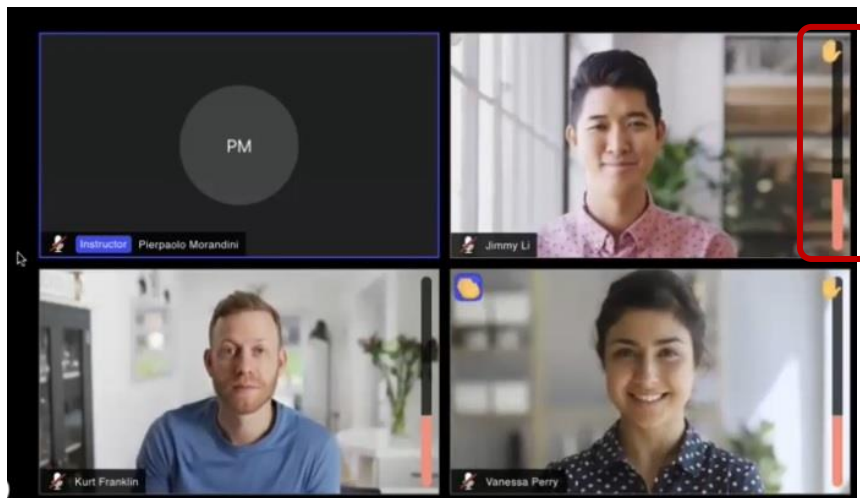 PM
Instructor Pierpaolo Morandini
Jimmy Li
Kurt Franklin
Vanessa Perry